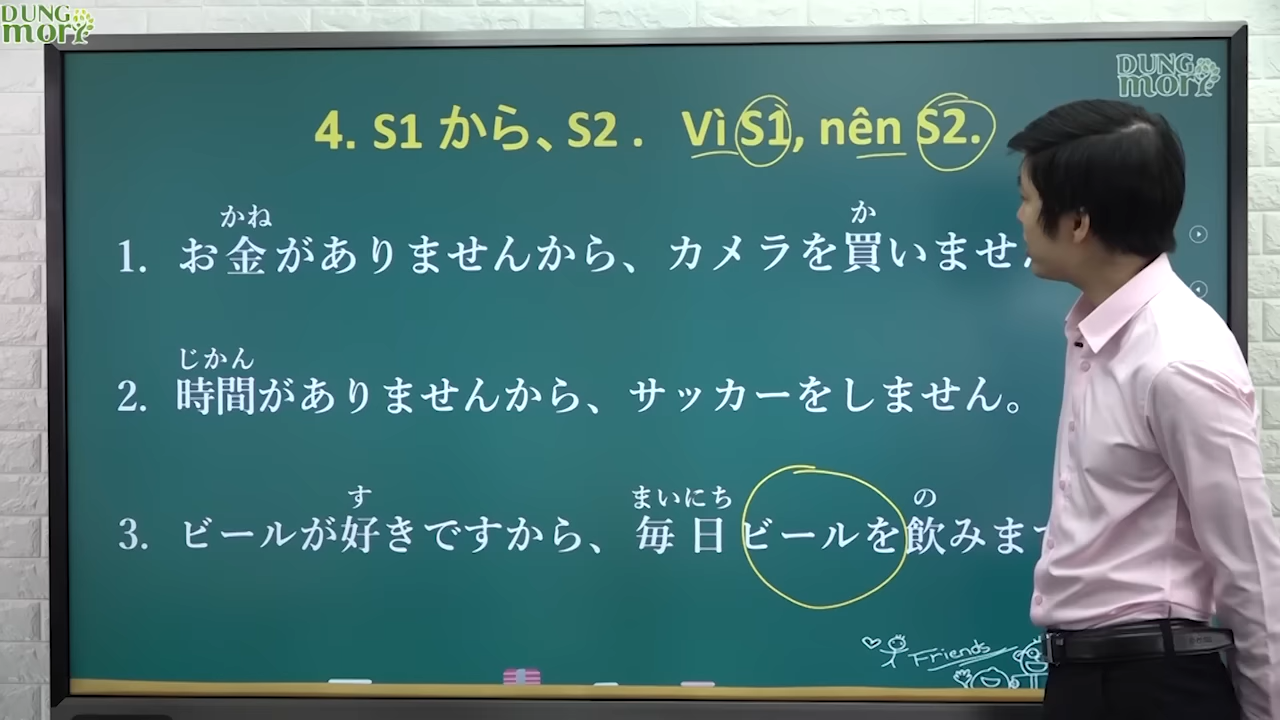 DUNG
mori
DUNG
mori
4. S1 から、S2 . Vì S1, nên S2.
かね か
1. お金がありませんから、カメラを買いませ
じかん
2. 時間がありませんから、サッカーをしません。
す まいにち の
3. ビールが好きですから、毎日ビールを飲みま
Friends